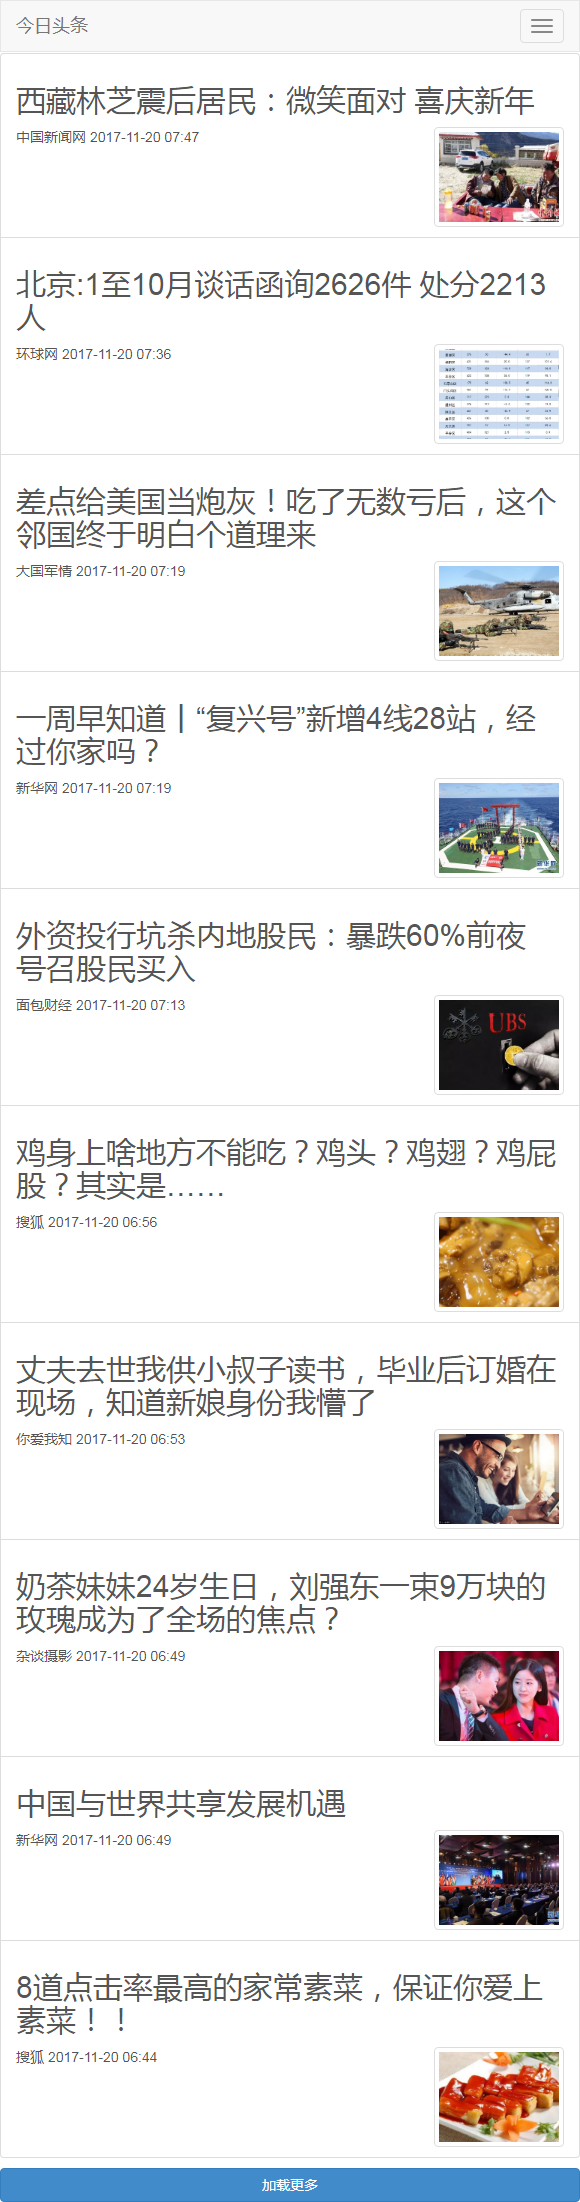 今日头条
西藏林芝震后居民：微笑面对 喜庆新年
中国新闻网 2017-11-20 07:47
北京:1至10月谈话函询2626件 处分2213
人
环球网 2017-11-20 07:36
差点给美国当炮灰！吃了无数亏后，这个
邻国终于明白个道理来
大国军情 2017-11-20 07:19
一周早知道丨“复兴号”新增4线28站，经
过你家吗？
新华网 2017-11-20 07:19
外资投行坑杀内地股民：暴跌60%前夜
号召股民买入
面包财经 2017-11-20 07:13
UBS
鸡身上啥地方不能吃？鸡头？鸡翅？鸡屁
股？其实是……
搜狐 2017-11-20 06:56
丈夫去世我供小叔子读书，毕业后订婚在
现场，知道新娘身份我懵了
你爱我知 2017-11-20 06:53
奶茶妹妹24岁生日，刘强东一束9万块的
玫瑰成为了全场的焦点？
杂谈摄影 2017-11-20 06:49
中国与世界共享发展机遇
新华网 2017-11-20 06:49
8道点击率最高的家常素菜，保证你爱上
素菜！！
搜狐 2017-11-20 06:44
加载更多